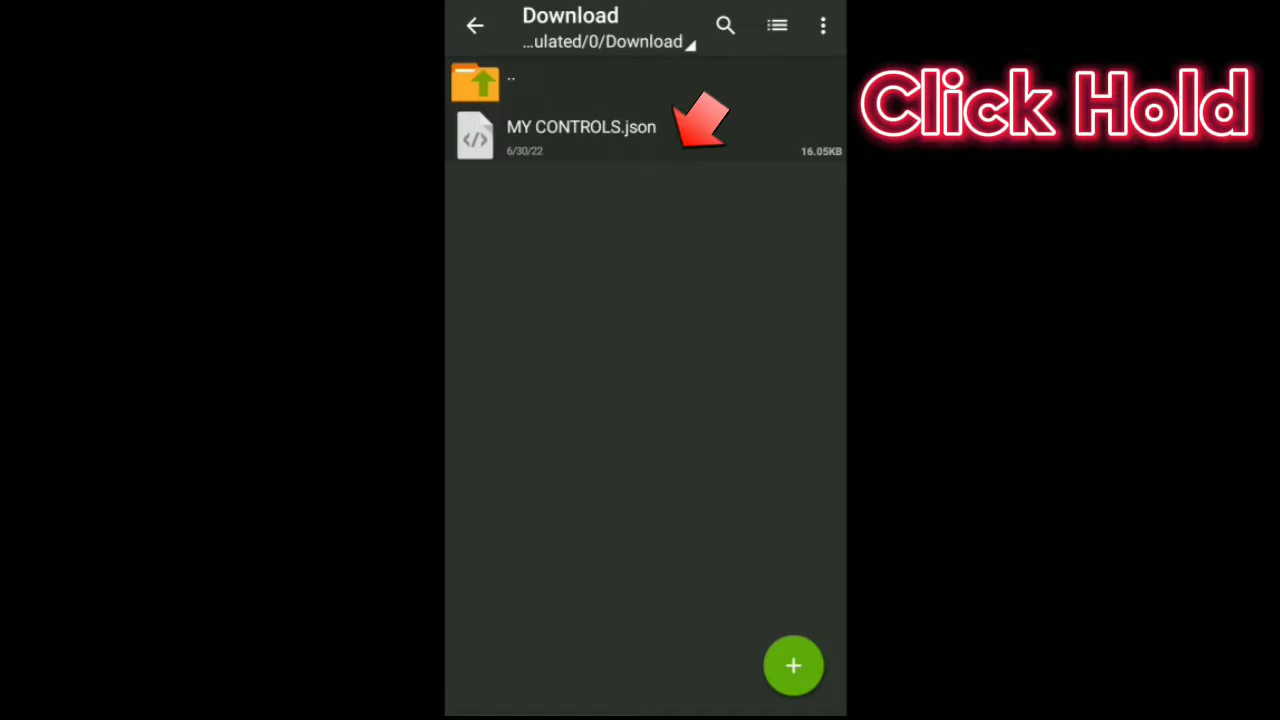 Download
...ulated/0/Download
Click Hold
..
MY CONTROLS.json
6/30/22
16.05KB